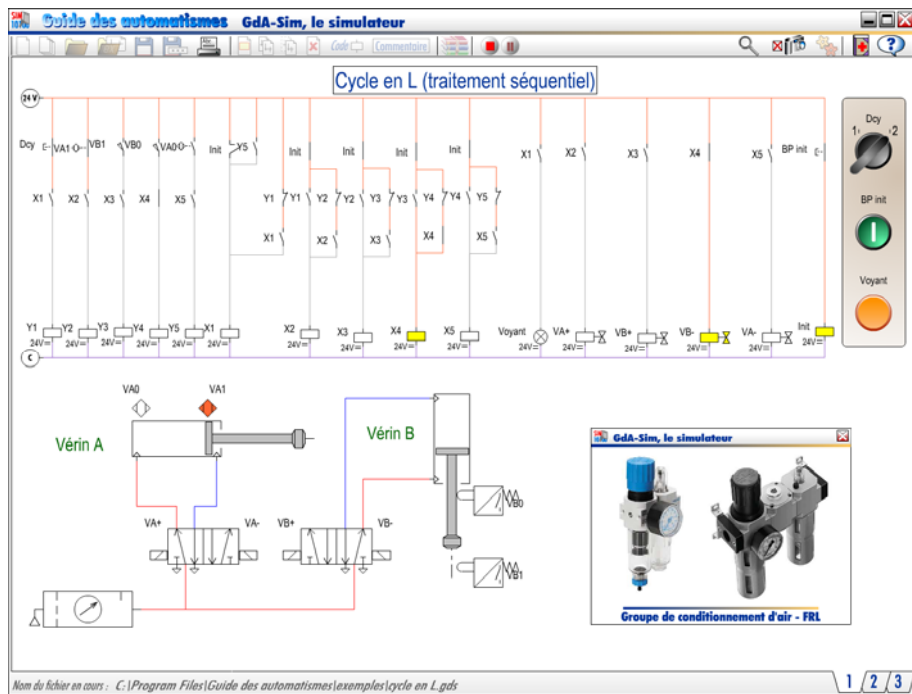 Guide des automatismes GdA-Sim, le simulateur
Code
Commentaire
Cycle en L (traitement séquentiel)
24 V
Dcy VA1 VB1 VB0 VA0 Init Y5 Init Init Init Init X1 X2 X3 X4 X5 BP init
X1 X2 X3 X4 X5 Y1 Y1 Y2 Y2 Y3 Y3 Y4 Y4 Y5
X1 X2 X3 X4 X5
Y1 Y2 Y3 Y4 Y5 X1 X2 X3 X4 X5 Voyant VA+ VB+ VB- VA- Init
24V 24V 24V 24V 24V 24V 24V 24V 24V 24V 24V 24V 24V 24V 24V 24V
C
Dcy
1 2
BP init
I
Voyant
VA0 VA1
Vérin A
Vérin B
VB0
VA+ VA- VB+ VB-
VB1
GdA-Sim, le simulateur
Groupe de conditionnement d'air - FRL
Nom du fichier en cours : C:\Program Files\Guide des automatismes\exemples\cycle en L.gds
1 2 3